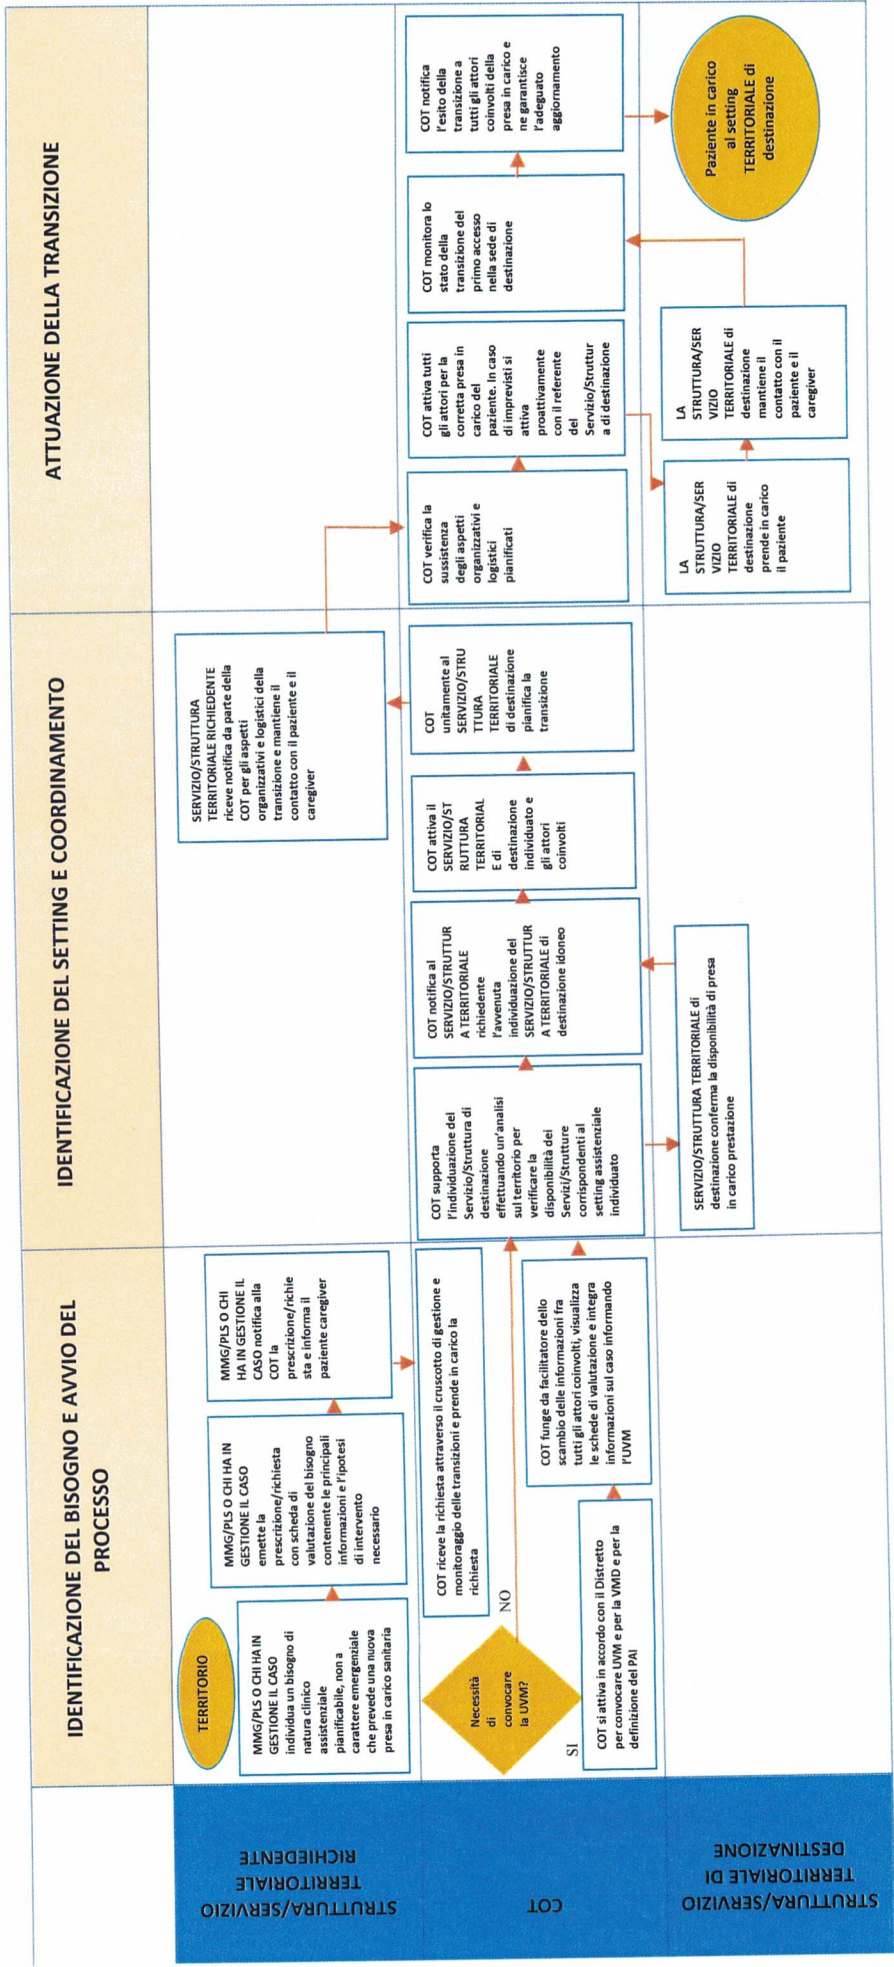 IDENTIFICAZIONE DEL BISOGNO E AVVIO DEL
PROCESSO
IDENTIFICAZIONE DEL SETTING E COORDINAMENTO
ATTUAZIONE DELLA TRANSIZIONE
STRUTTURA/SERVIZIO
TERRITORIALE
RICHIEDENTE
TERRITORIO
MMG/PLS O CHI HA IN
GESTIONE IL CASO
individua un bisogno di
natura clinico
assistenziale
pianificabile, non a
carattere emergenziale
che prevede una nuova
presa in carico sanitaria
MMG/PLS O CHI HA IN
GESTIONE IL CASO
emette la
prescrizione/richiesta
con scheda di
valutazione del bisogno
contenente le principali
informazioni e l'ipotesi
di intervento
necessario
MMG/PLS O CHI
HA IN GESTIONE IL
CASO notifica alla
COT la
prescrizione/richie
sta e informa il
paziente caregiver
SERVIZIO/STRUTTURA
TERRITORIALE RICHIEDENTE
riceve notifica da parte della
COT per gli aspetti
organizzativi e logistici della
transizione e mantiene il
contatto con il paziente e il
caregiver
COT
COT riceve la richiesta attraverso il cruscotto di gestione e
monitoraggio delle transizioni e prende in carico la
richiesta
Necessità
di
convocare
la UVM?
NO
SI
COT si attiva in accordo con il Distretto
per convocare UVM e per la VMD e per la
definizione del PAI
COT funge da facilitatore dello
scambio delle informazioni fra
tutti gli attori coinvolti, visualizza
le schede di valutazione e integra
informazioni sul caso informando
l'UVM
COT supporta
l'individuazione del
Servizio/Struttura di
destinazione
effettuando un'analisi
sul territorio per
verificare la
disponibilità dei
Servizi/Strutture
corrispondenti al
setting assistenziale
individuato
COT notifica al
SERVIZIO/STRUTTUR
A TERRITORIALE
richiedente
l'avvenuta
individuazione del
SERVIZIO/STRUTTUR
A TERRITORIALE di
destinazione idoneo
COT attiva il
SERVIZIO/ST
RUTTURA
TERRITORIAL
E di
destinazione
individuato e
gli attori
coinvolti
COT
unitamente al
SERVIZIO/STRU
TTURA
TERRITORIALE
di destinazione
pianifica la
transizione
COT verifica la
sussistenza
degli aspetti
organizzativi e
logistici
pianificati
COT attiva tutti
gli attori per la
corretta presa in
carico del
paziente. In caso
di imprevisti si
attiva
proattivamente
con il referente
del
Servizio/Struttur
a di destinazione
COT monitora lo
stato della
transizione del
primo accesso
nella sede di
destinazione
COT notifica
l'esito della
transizione a
tutti gli attori
coinvolti della
presa in carico e
ne garantisce
l'adeguato
aggiornamento
STRUTTURA/SERVIZIO
TERRITORIALE DI
DESTINAZIONE
SERVIZIO/STRUTTURA TERRITORIALE di
destinazione conferma la disponibilità di presa
in carico prestazione
LA
STRUTTURA/SER
VIZIO
TERRITORIALE di
destinazione
prende in carico
il paziente
LA
STRUTTURA/SER
VIZIO
TERRITORIALE di
destinazione
mantiene il
contatto con il
paziente e il
caregiver
Paziente in carico
al setting
TERRITORIALE di
destinazione